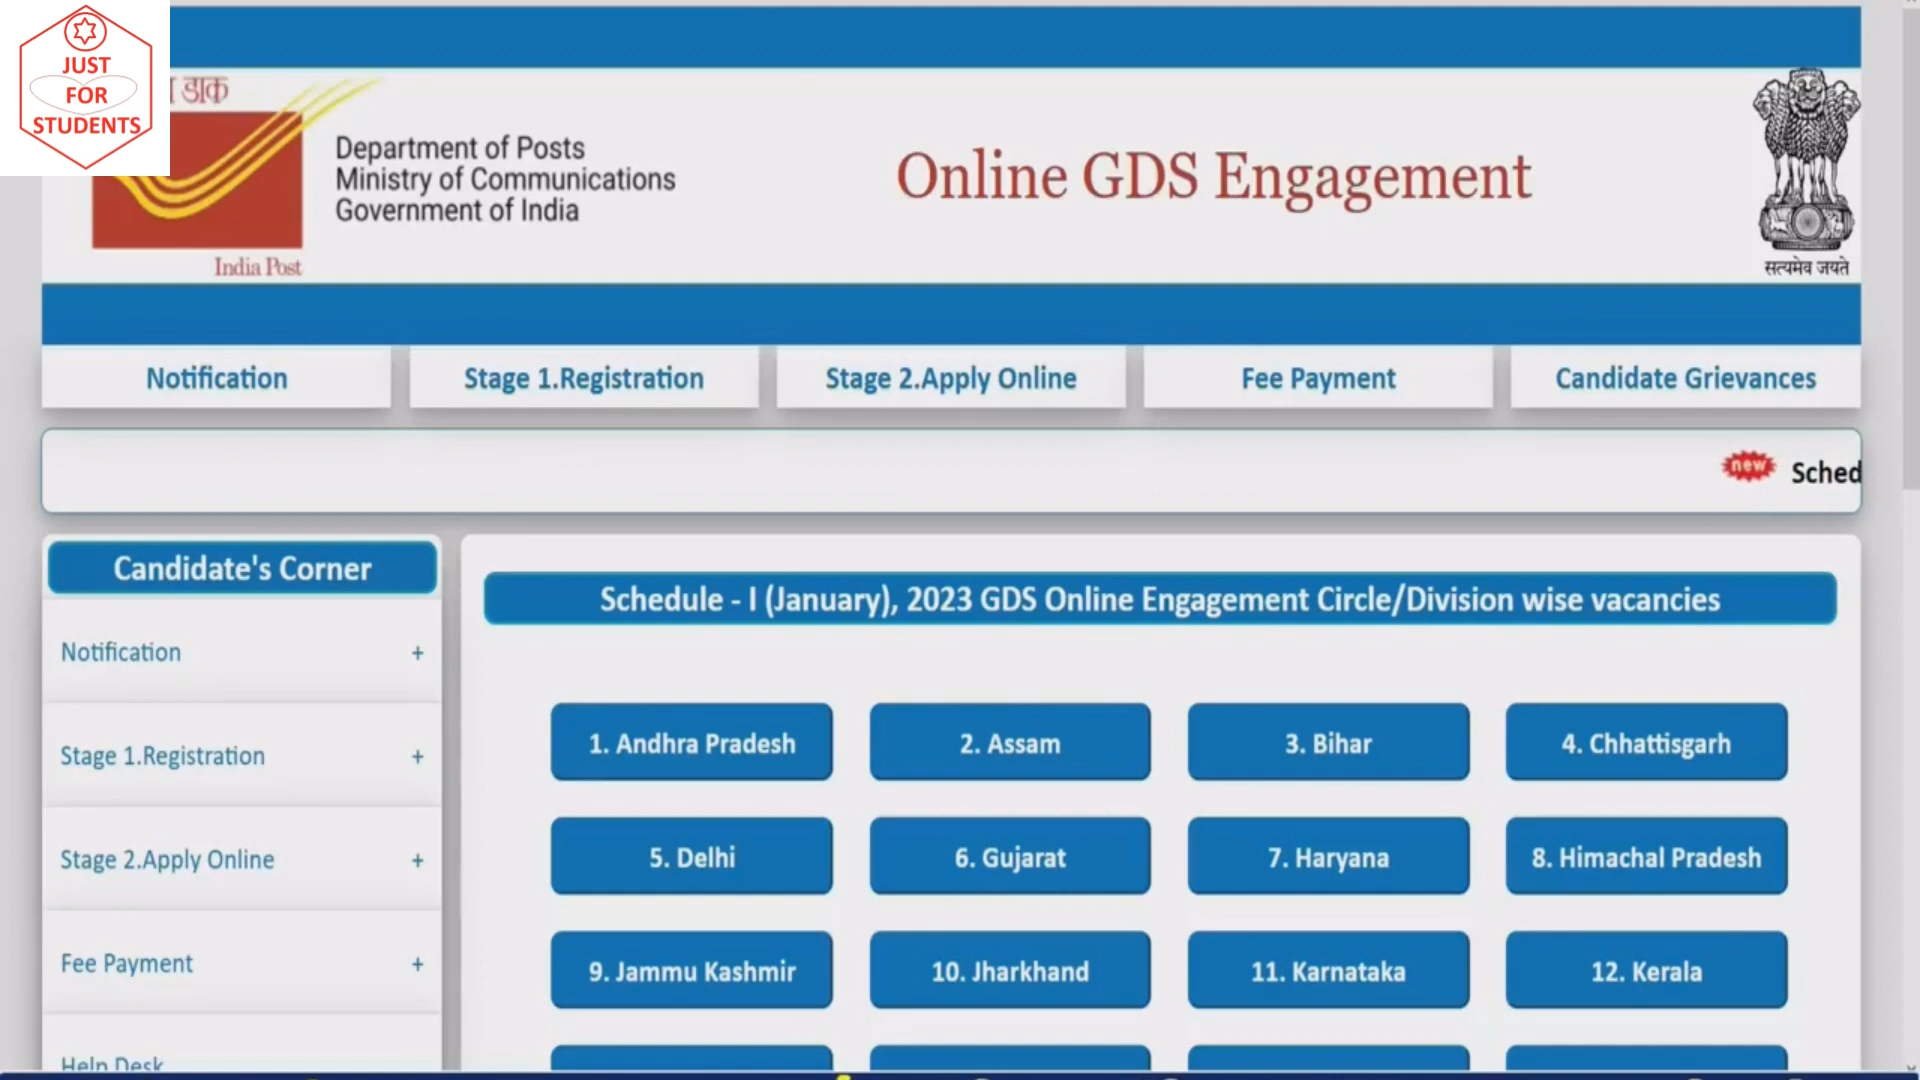 JUST
FOR
STUDENTS
डाक
Department of Posts
Ministry of Communications
Government of India
India Post
Online GDS Engagement
सत्यमेव जयते
Notification
Stage 1.Registration
Stage 2.Apply Online
Fee Payment
Candidate Grievances
new Sched
Candidate's Corner
Notification +
Stage 1.Registration +
Stage 2.Apply Online +
Fee Payment +
Help Desk
Schedule - I (January), 2023 GDS Online Engagement Circle/Division wise vacancies
1. Andhra Pradesh
2. Assam
3. Bihar
4. Chhattisgarh
5. Delhi
6. Gujarat
7. Haryana
8. Himachal Pradesh
9. Jammu Kashmir
10. Jharkhand
11. Karnataka
12. Kerala